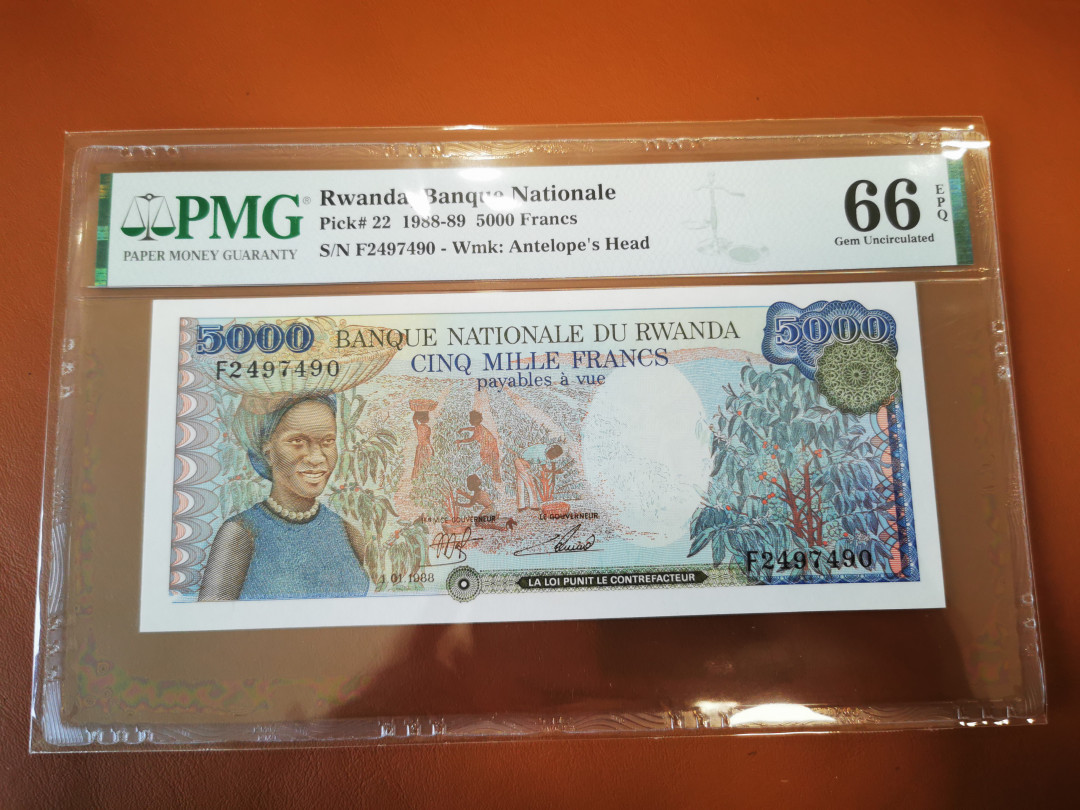 PMG®
PAPER MONEY GUARANTY
Rwanda, Banque Nationale
Pick# 22 1988-89 5000 Francs
S/N F2497490 - Wmk: Antelope's Head
66
EPQ
Gem Uncirculated
5000
BANQUE NATIONALE DU RWANDA
5000
F2497490
CINQ MILLE FRANCS
payables à vue
LE GOUVERNEUR
1.01.1988
F2497490
LA LOI PUNIT LE CONTREFACTEUR